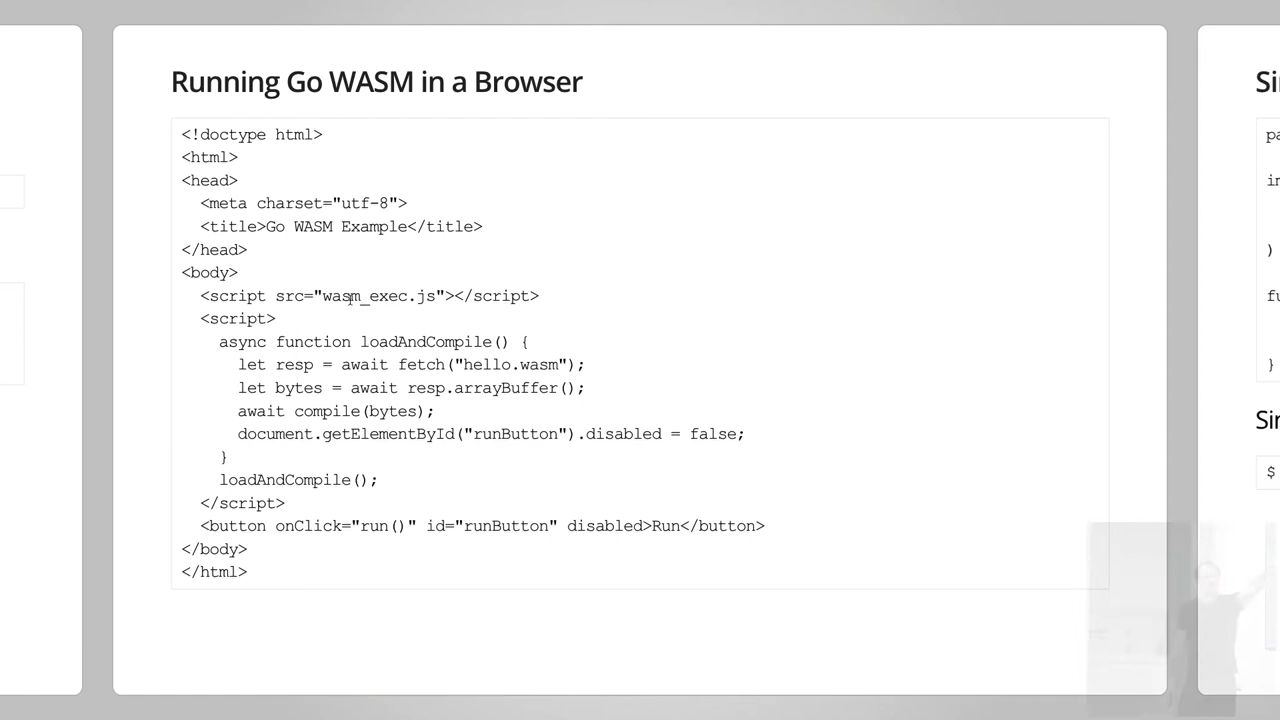 Running Go WASM in a Browser
<!doctype html>
<html>
<head>
  <meta charset="utf-8">
  <title>Go WASM Example</title>
</head>
<body>
  <script src="wasm_exec.js"></script>
  <script>
    async function loadAndCompile() {
      let resp = await fetch("hello.wasm");
      let bytes = await resp.arrayBuffer();
      await compile(bytes);
      document.getElementById("runButton").disabled = false;
    }
    loadAndCompile();
  </script>
  <button onClick="run()" id="runButton" disabled>Run</button>
</body>
</html>
)
}
$